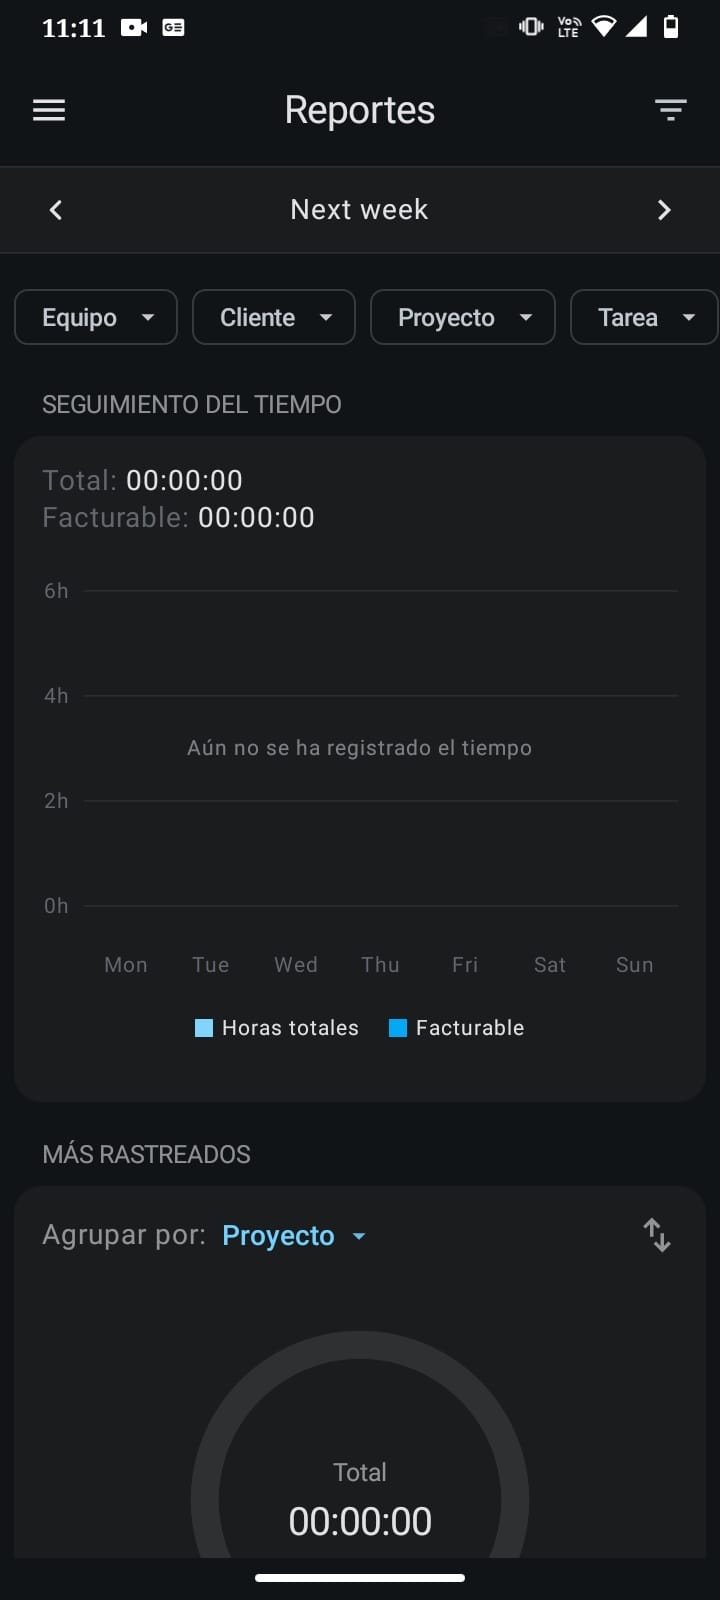 11:11
Vo LTE
Reportes
Next week
Equipo Cliente Proyecto Tarea
SEGUIMIENTO DEL TIEMPO
Total: 00:00:00
Facturable: 00:00:00
6h
4h
Aún no se ha registrado el tiempo
2h
0h
Mon Tue Wed Thu Fri Sat Sun
Horas totales Facturable
MÁS RASTREADOS
Agrupar por: Proyecto
Total
00:00:00